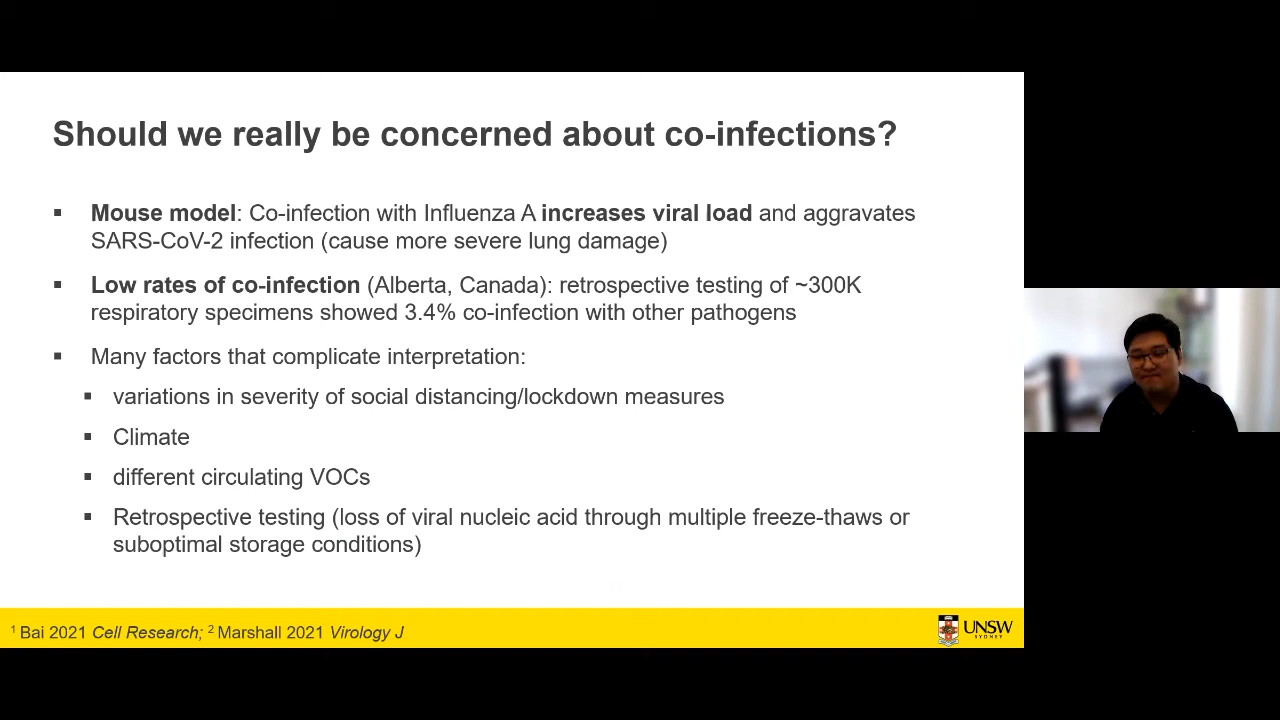 Should we really be concerned about co-infections?
▪ Mouse model: Co-infection with Influenza A increases viral load and aggravates
SARS-CoV-2 infection (cause more severe lung damage)
▪ Low rates of co-infection (Alberta, Canada): retrospective testing of ~300K
respiratory specimens showed 3.4% co-infection with other pathogens
▪ Many factors that complicate interpretation:
▪ variations in severity of social distancing/lockdown measures
▪ Climate
▪ different circulating VOCs
▪ Retrospective testing (loss of viral nucleic acid through multiple freeze-thaws or
suboptimal storage conditions)
¹ Bai 2021 Cell Research; ² Marshall 2021 Virology J
UNSW
SYDNEY